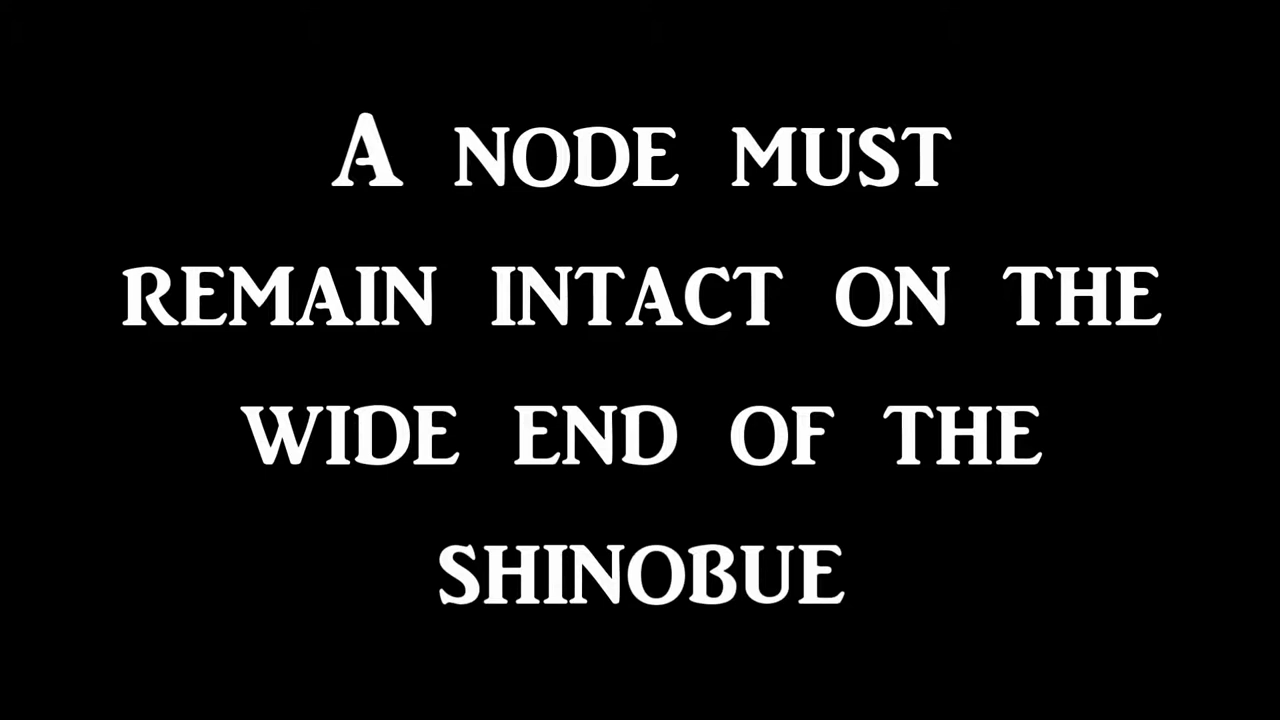 A NODE MUST
REMAIN INTACT ON THE
WIDE END OF THE
SHINOBUE